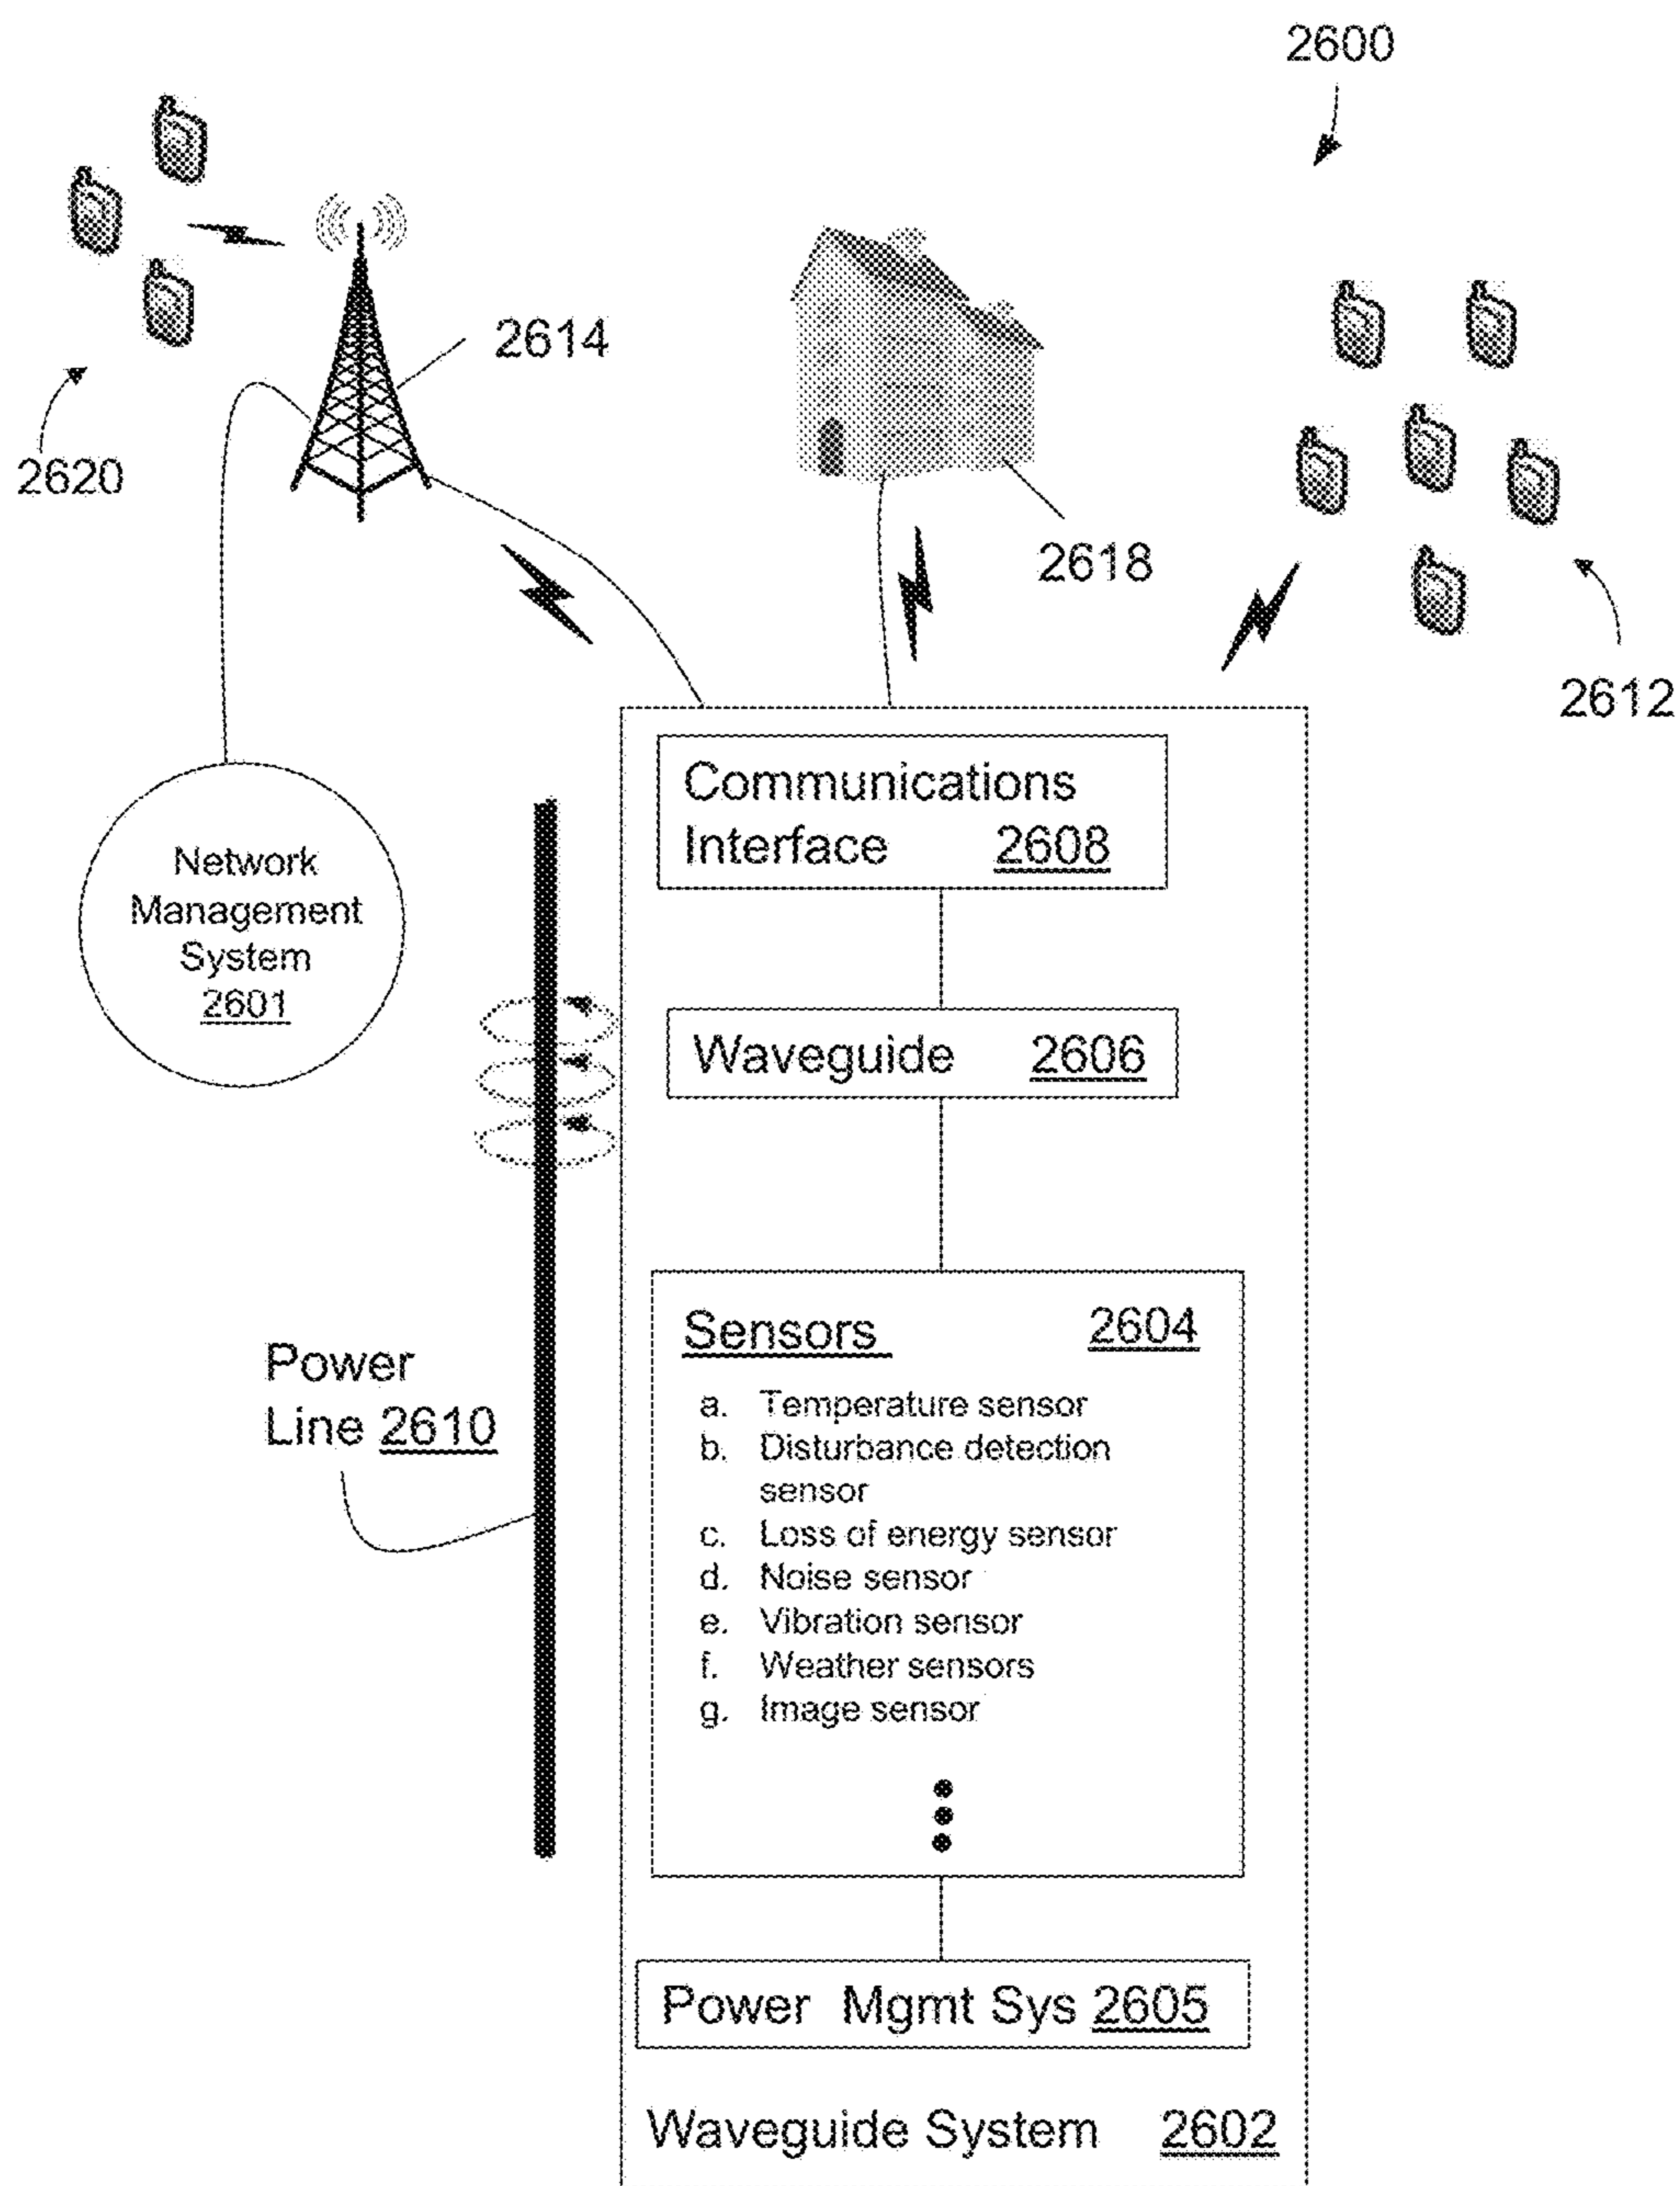 2600
2614
2620
2618
2612
Communications
Interface 2608
Network
Management
System
2601
Waveguide 2606
Sensors 2604
Power
Line 2610
a. Temperature sensor
b. Disturbance detection
sensor
c. Loss of energy sensor
d. Noise sensor
e. Vibration sensor
f. Weather sensors
g. Image sensor
Power Mgmt Sys 2605
Waveguide System 2602